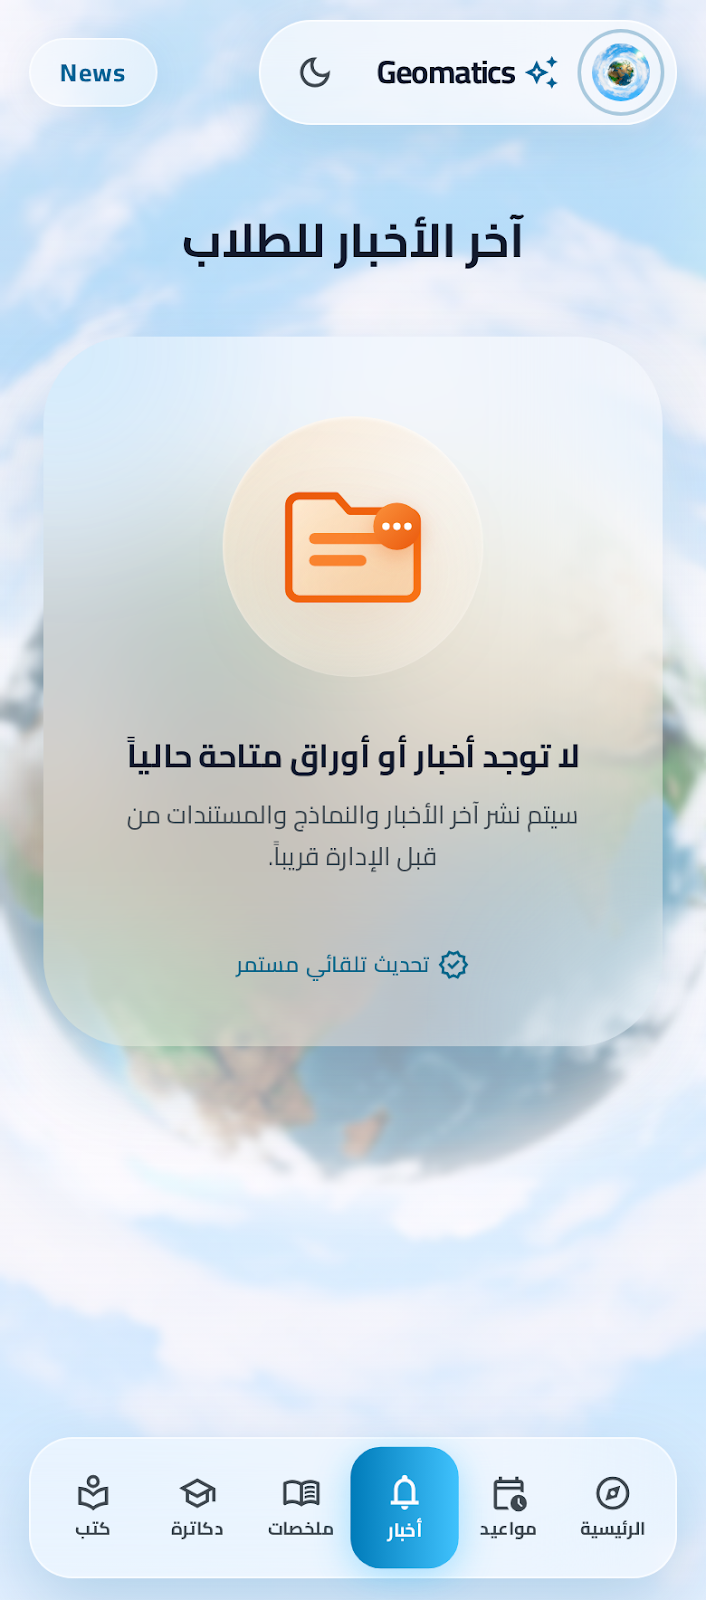 Geomatics
News
آخر الأخبار للطلاب
لا توجد أخبار أو أوراق متاحة حالياً
سيتم نشر آخر الأخبار والنماذج والمستندات من
قبل الإدارة قريباً.
تحديث تلقائي مستمر
الرئيسية
مواعيد
أخبار
ملخصات
دكاترة
كتب